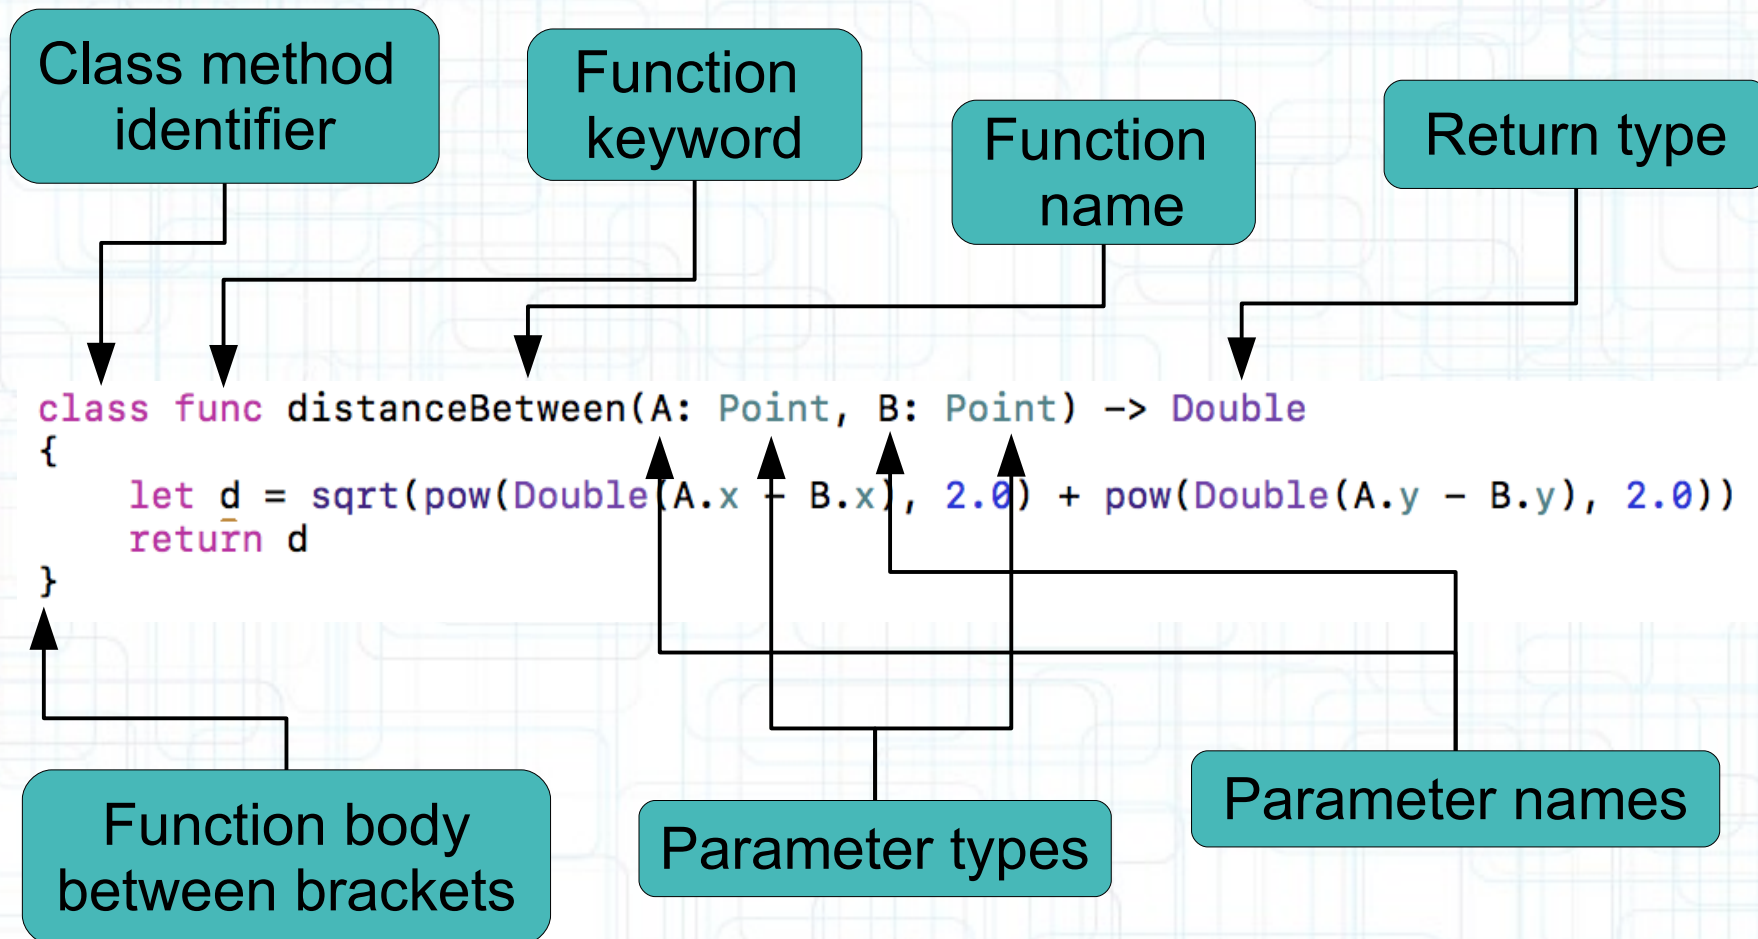 Class method
identifier
Function
keyword
Function
name
Return type
class func distanceBetween(A: Point, B: Point) -> Double
{
    let d = sqrt(pow(Double(A.x - B.x), 2.0) + pow(Double(A.y - B.y), 2.0))
    return d
}
Function body
between brackets
Parameter types
Parameter names